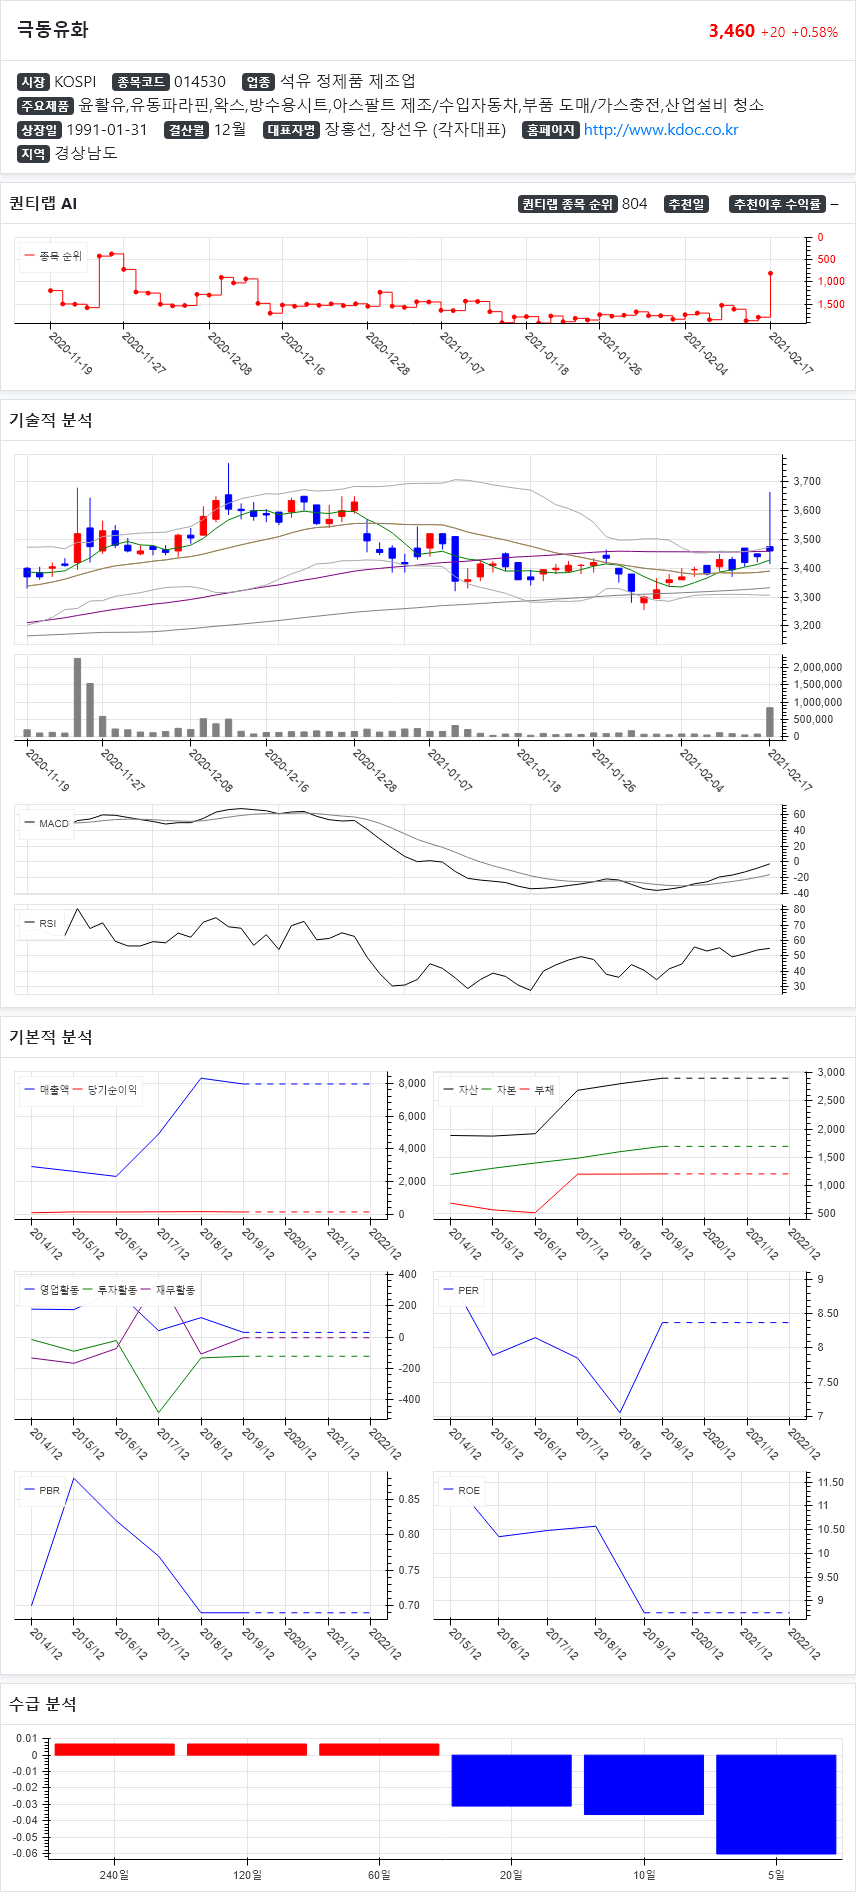 극동유화
3,460 +20 +0.58%
시장 KOSPI 종목코드 014530 업종 석유 정제품 제조업
주요제품 윤활유,유동파라핀,왁스,방수용시트,아스팔트 제조/수입자동차,부품 도매/가스충전,산업설비 청소
상장일 1991-01-31 결산월 12월 대표자명 장홍선, 장선우 (각자대표) 홈페이지 http://www.kdoc.co.kr
지역 경상남도
퀀티랩 AI
퀀티랩 종목 순위 804 추천일 추천이후 수익률 –
종목 순위
0
500
1,000
1,500
2020-11-19 2020-11-27 2020-12-08 2020-12-16 2020-12-28 2021-01-07 2021-01-18 2021-01-26 2021-02-04 2021-02-17
기술적 분석
3,700
3,600
3,500
3,400
3,300
3,200
2,000,000
1,500,000
1,000,000
500,000
0
2020-11-19 2020-11-27 2020-12-08 2020-12-16 2020-12-28 2021-01-07 2021-01-18 2021-01-26 2021-02-04 2021-02-17
MACD
60
40
20
0
-20
-40
RSI
80
70
60
50
40
30
기본적 분석
매출액 당기순이익
8,000
6,000
4,000
2,000
0
2014/12 2015/12 2016/12 2017/12 2018/12 2019/12 2020/12 2021/12 2022/12
자산 자본 부채
3,000
2,500
2,000
1,500
1,000
500
2014/12 2015/12 2016/12 2017/12 2018/12 2019/12 2020/12 2021/12 2022/12
영업활동 투자활동 재무활동
400
200
0
-200
-400
2014/12 2015/12 2016/12 2017/12 2018/12 2019/12 2020/12 2021/12 2022/12
PER
9
8.50
8
7.50
7
2014/12 2015/12 2016/12 2017/12 2018/12 2019/12 2020/12 2021/12 2022/12
PBR
0.85
0.80
0.75
0.70
2014/12 2015/12 2016/12 2017/12 2018/12 2019/12 2020/12 2021/12 2022/12
ROE
11.50
11
10.50
10
9.50
9
2015/12 2016/12 2017/12 2018/12 2019/12 2020/12 2021/12 2022/12
수급 분석
0.01
0
-0.01
-0.02
-0.03
-0.04
-0.05
-0.06
240일 120일 60일 20일 10일 5일